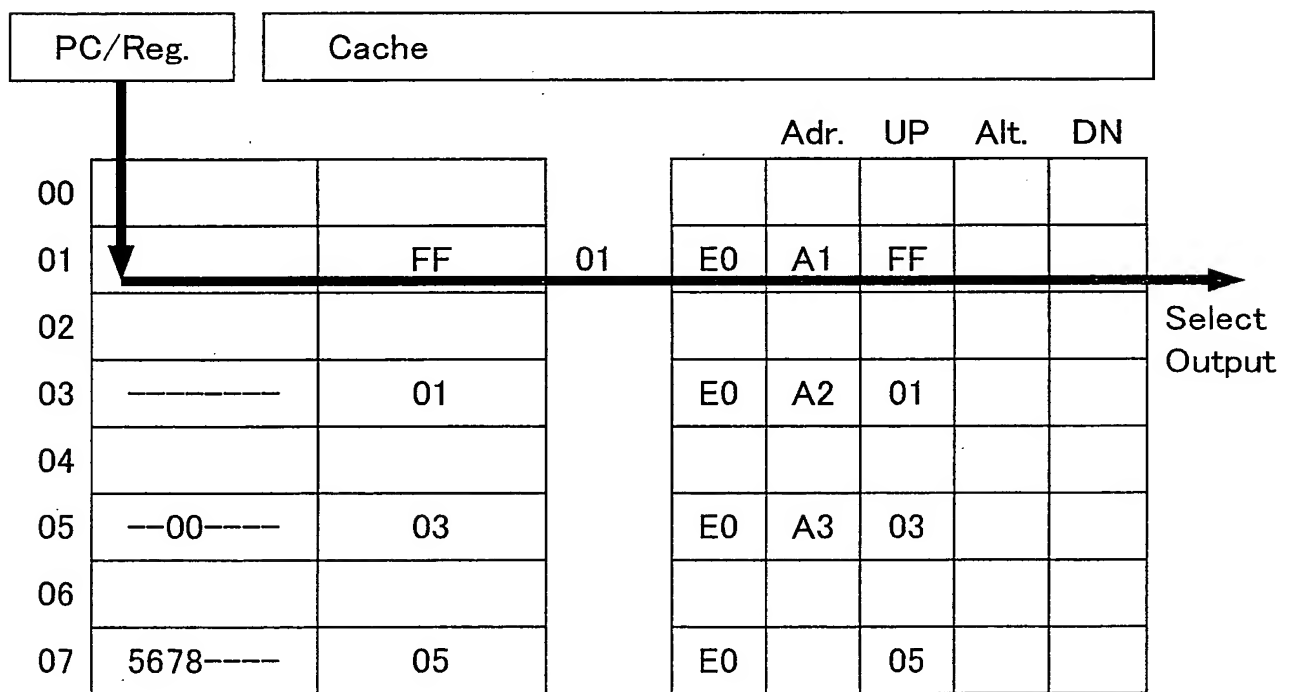 PC/Reg. Cache
Adr. UP Alt. DN
00
01 FF 01 E0 A1 FF
02 Select
Output
03 -------- 01 E0 A2 01
04
05 --00---- 03 E0 A3 03
06
07 5678---- 05 E0 05